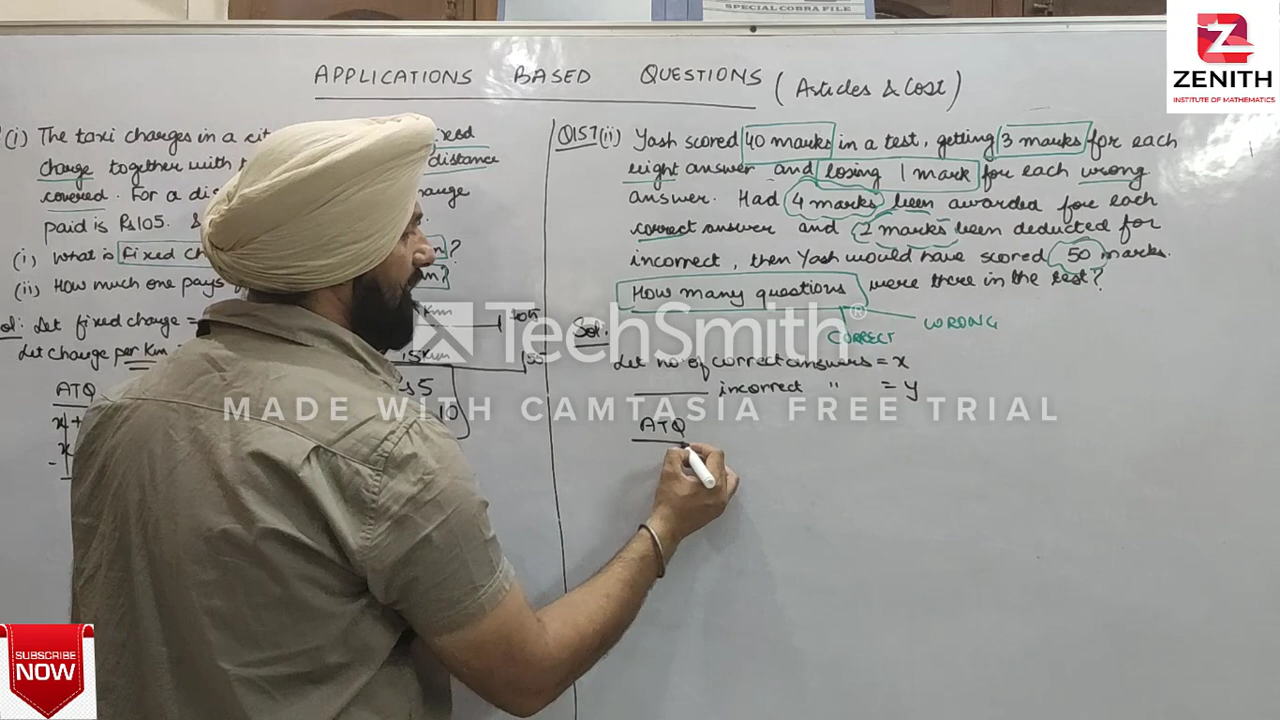 SPECIAL COBRA FILE
ZENITH
INSTITUTE OF MATHEMATICS
APPLICATIONS BASED QUESTIONS (Articles & Cost)
(i) The taxi charges in a
charge together with
distance
covered. For a
paid is Rs105.
(i) What is fixed
?
(ii) How much one pays
?
Let fixed charge =
Let charge per Km
15Km
55
ATQ
x+
x
10
Q157(ii) Yash scored 40 marks in a test, getting 3 marks for each
right answer and losing 1 mark for each wrong
answer. Had 4 marks been awarded for each
correct answer and 2 marks been deducted for
incorrect, then Yash would have scored 50 marks.
How many questions were there in the test?
CORRECT
WRONG
Sol:
Let no. of correct answers = x
incorrect " = y
ATQ
TechSmith®
MADE WITH CAMTASIA FREE TRIAL
SUBSCRIBE
NOW